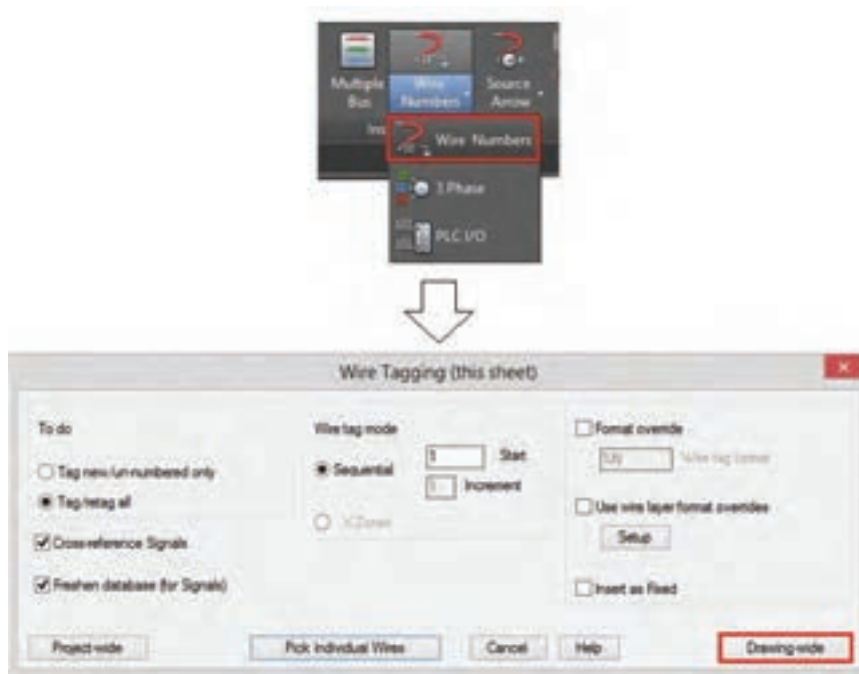 Multiple Bus
Wire Numbers
Source Arrow
Ins
Wire Numbers
3 Phase
PLC I/O
Wire Tagging (this sheet)
To do
Tag new/un-numbered only
Tag/retag all
Cross-reference Signals
Freshen database (for Signals)
Wire tag mode
Sequential
1 Start
1 Increment
X-Zones
Format override
%N Wire tag format
Use wire layer format overrides
Setup
Insert as Fixed
Project-wide
Pick Individual Wires
Cancel
Help
Drawing-wide